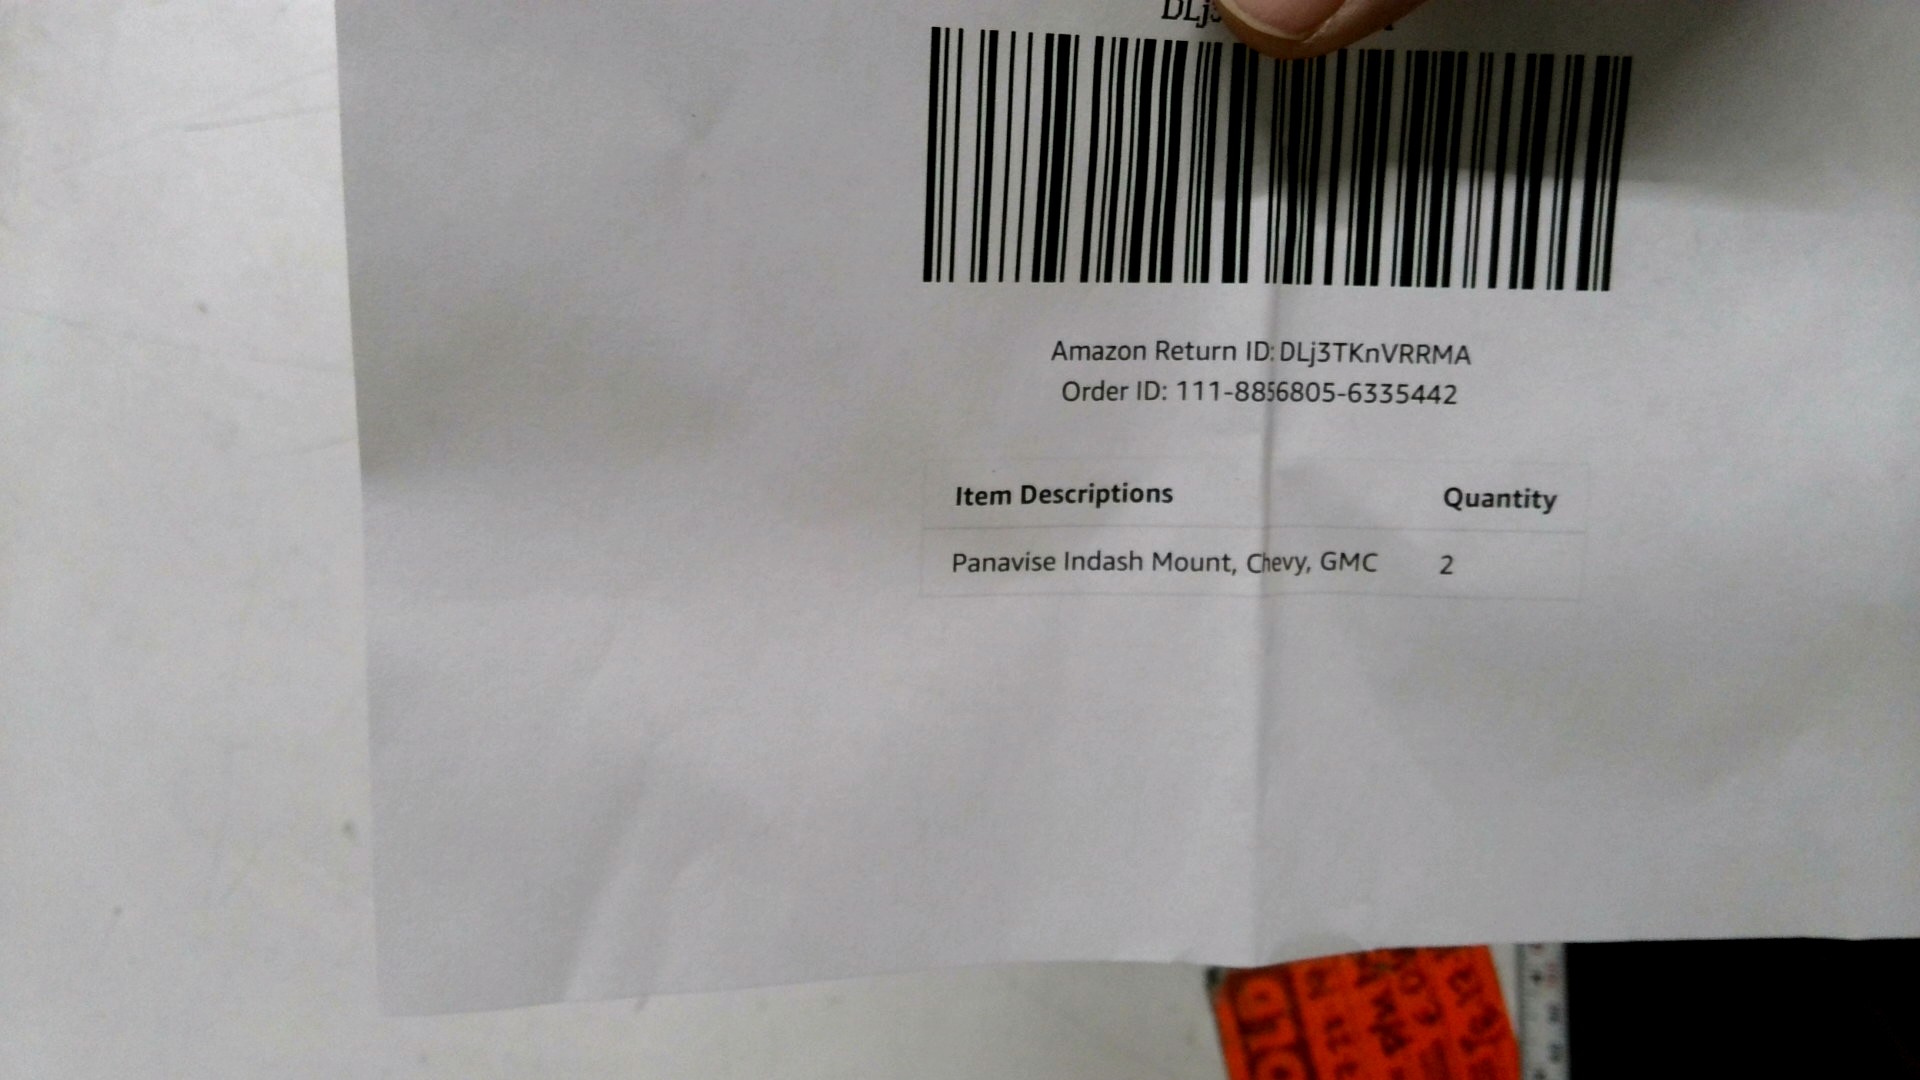 Amazon Return ID: DLj3TKnVRRMA
Order ID: 111-8856805-6335442
Item Descriptions Quantity
Panavise Indash Mount, Chevy, GMC 2